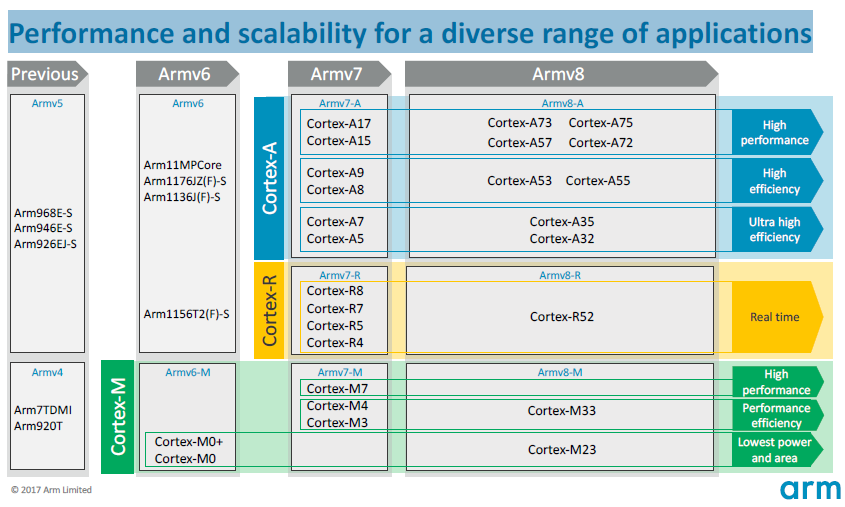 Performance and scalability for a diverse range of applications
Previous
Armv6
Armv7
Armv8
Armv5
Arm968E-S
Arm946E-S
Arm926EJ-S
Armv4
Arm7TDMI
Arm920T
Armv6
Arm11MPCore
Arm1176JZ(F)-S
Arm1136J(F)-S
Arm1156T2(F)-S
Cortex-A
Armv7-A
Armv8-A
Cortex-A17
Cortex-A15
Cortex-A73 Cortex-A75
Cortex-A57 Cortex-A72
High
performance
Cortex-A9
Cortex-A8
Cortex-A53 Cortex-A55
High
efficiency
Cortex-A7
Cortex-A5
Cortex-A35
Cortex-A32
Ultra high
efficiency
Cortex-R
Armv7-R
Armv8-R
Cortex-R8
Cortex-R7
Cortex-R5
Cortex-R4
Cortex-R52
Real time
Cortex-M
Armv6-M
Armv7-M
Armv8-M
Cortex-M7
High
performance
Cortex-M4
Cortex-M3
Cortex-M33
Performance
efficiency
Cortex-M0+
Cortex-M0
Cortex-M23
Lowest power
and area
© 2017 Arm Limited
arm